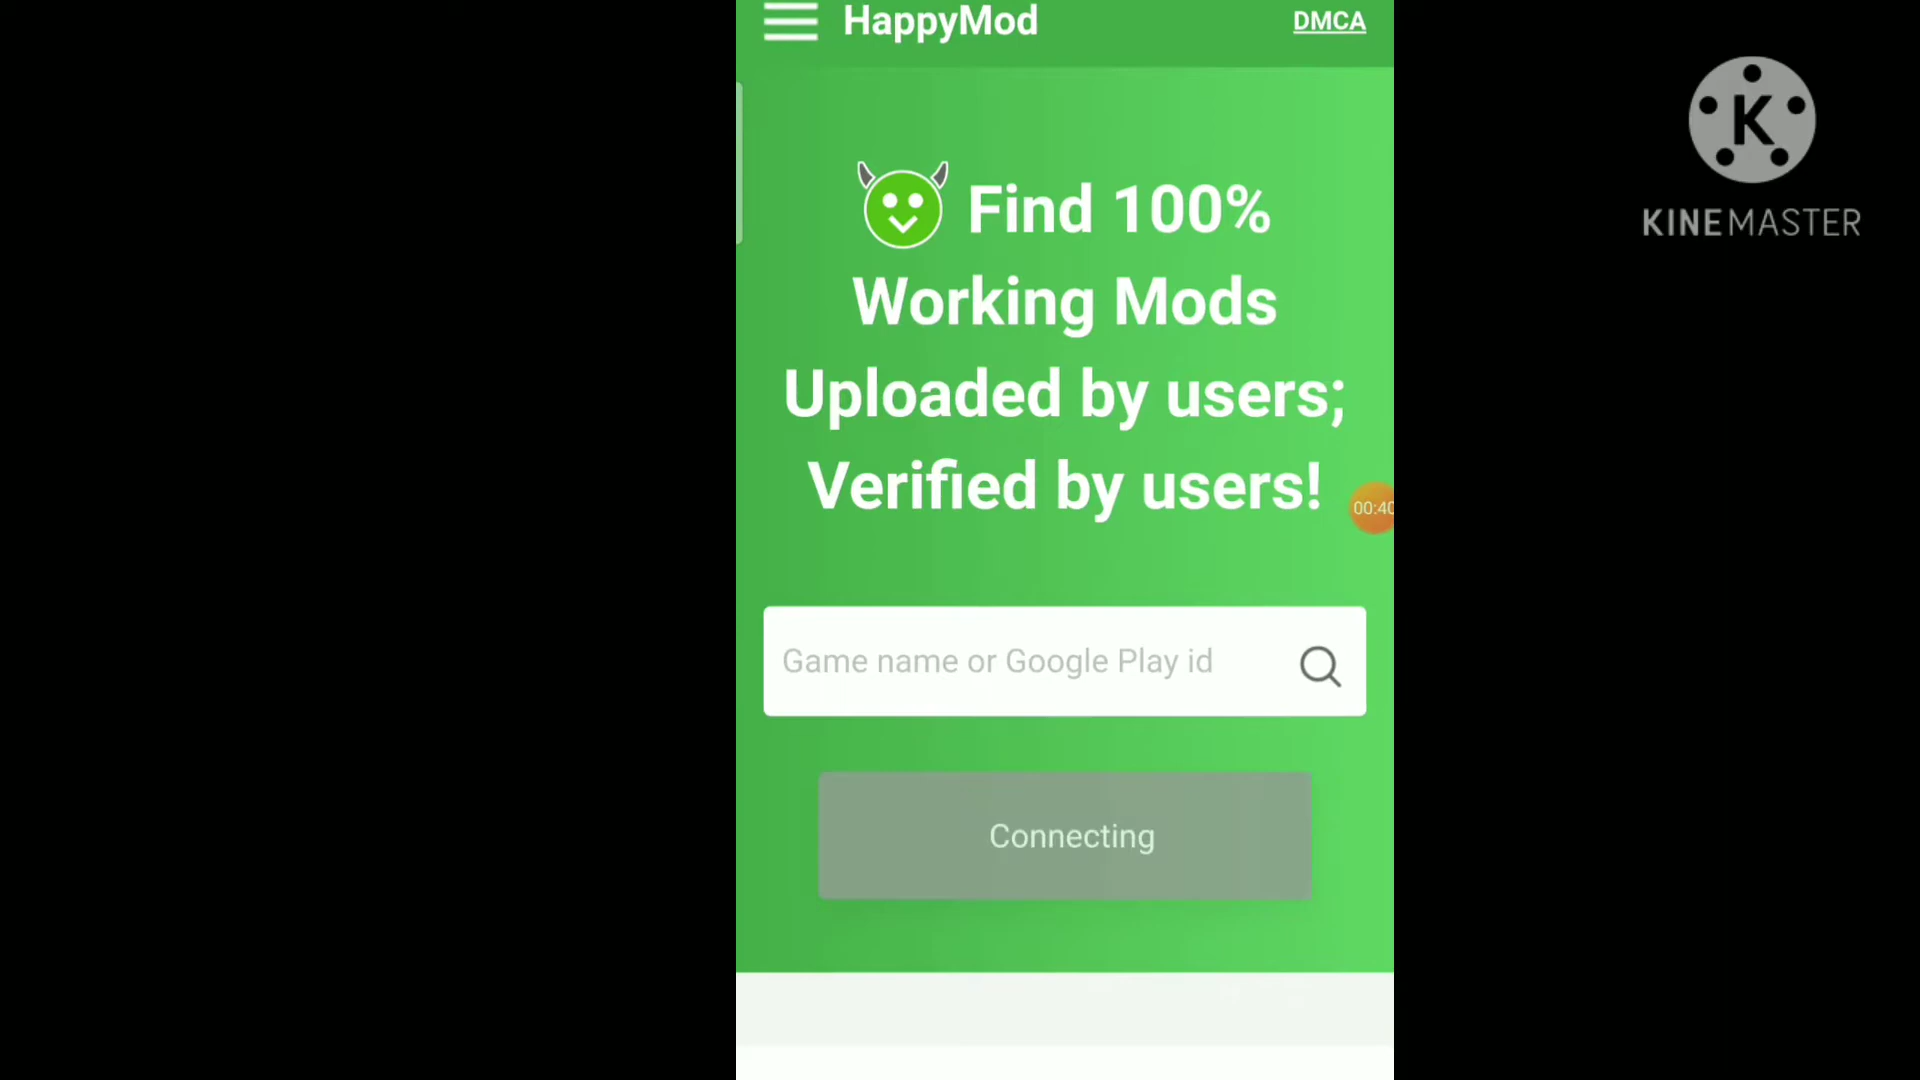 HappyMod
DMCA
Find 100%
Working Mods
Uploaded by users;
Verified by users!
00:40
Game name or Google Play id
Connecting
K
KINEMASTER